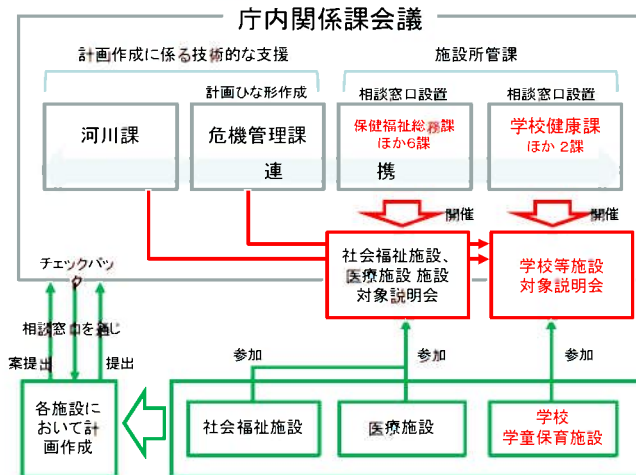 庁内関係課会議
計画作成に係る技術的な支援
施設所管課
計画ひな形作成
相談窓口設置
相談窓口設置
河川課
危機管理課
保健福祉総務課
ほか6課
学校健康課
ほか 2課
連 携
開催
開催
社会福祉施設、
医療施設 施設
対象説明会
学校等施設
対象説明会
チェックバッ
ク
相談窓口を通じ
案提出
提出
参加
参加
参加
各施設に
おいて計
画作成
社会福祉施設
医療施設
学校
学童保育施設